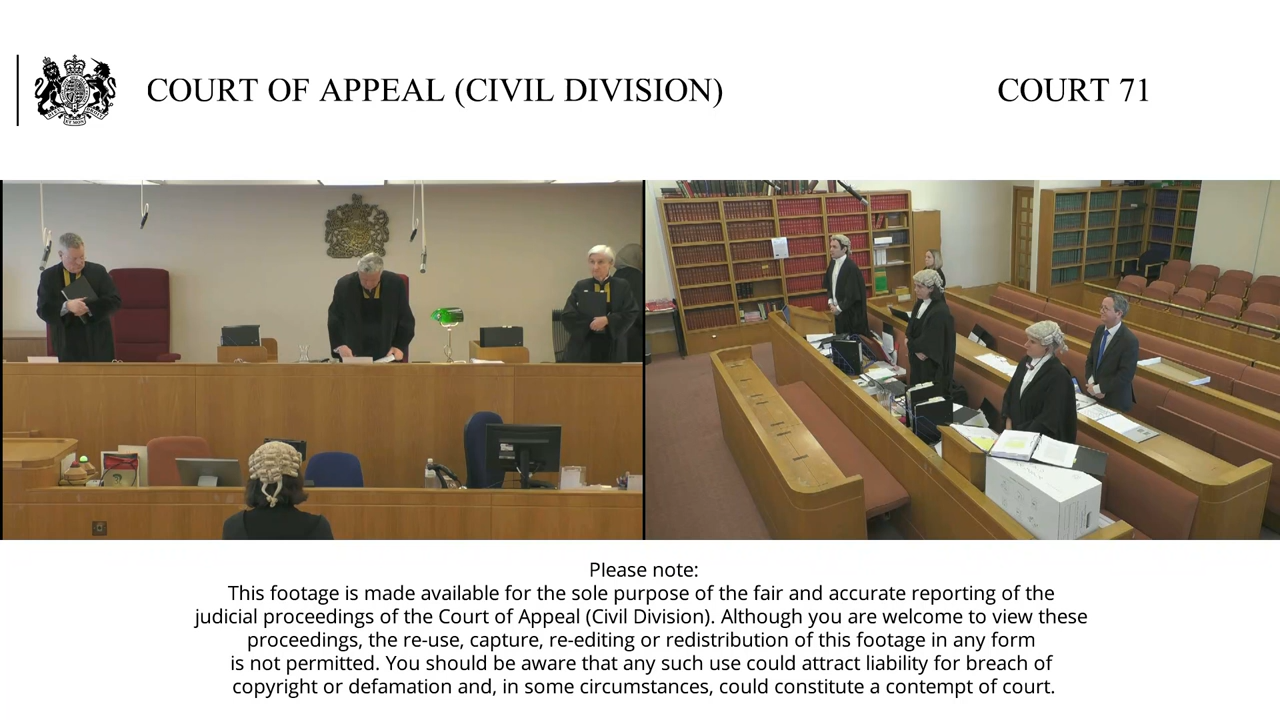 COURT OF APPEAL (CIVIL DIVISION)
COURT 71
Please note:
This footage is made available for the sole purpose of the fair and accurate reporting of the
judicial proceedings of the Court of Appeal (Civil Division). Although you are welcome to view these
proceedings, the re-use, capture, re-editing or redistribution of this footage in any form
is not permitted. You should be aware that any such use could attract liability for breach of
copyright or defamation and, in some circumstances, could constitute a contempt of court.